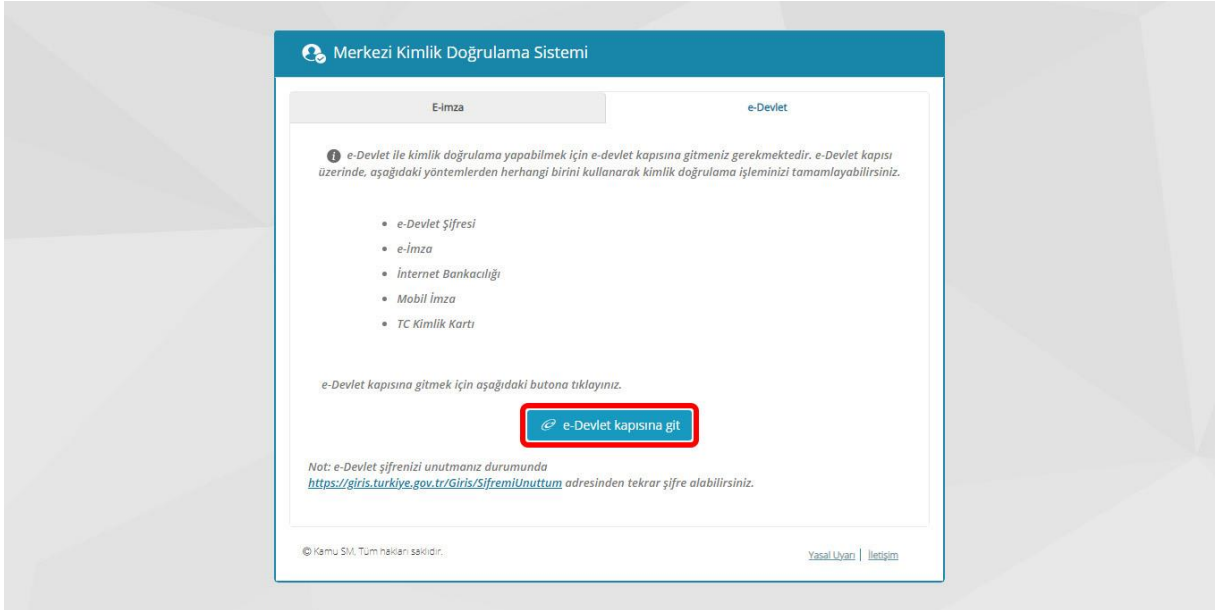 Merkezi Kimlik Doğrulama Sistemi
E-imza
e-Devlet
e-Devlet ile kimlik doğrulama yapabilmek için e-devlet kapısına gitmeniz gerekmektedir. e-Devlet kapısı
üzerinde, aşağıdaki yöntemlerden herhangi birini kullanarak kimlik doğrulama işleminizi tamamlayabilirsiniz.
• e-Devlet Şifresi
• e-İmza
• İnternet Bankacılığı
• Mobil İmza
• TC Kimlik Kartı
e-Devlet kapısına gitmek için aşağıdaki butona tıklayınız.
e-Devlet kapısına git
Not: e-Devlet şifrenizi unutmanız durumunda
https://giris.turkiye.gov.tr/Giris/SifremiUnuttum adresinden tekrar şifre alabilirsiniz.
© Kamu SM. Tüm hakları saklıdır.
Yasal Uyarı | İletişim